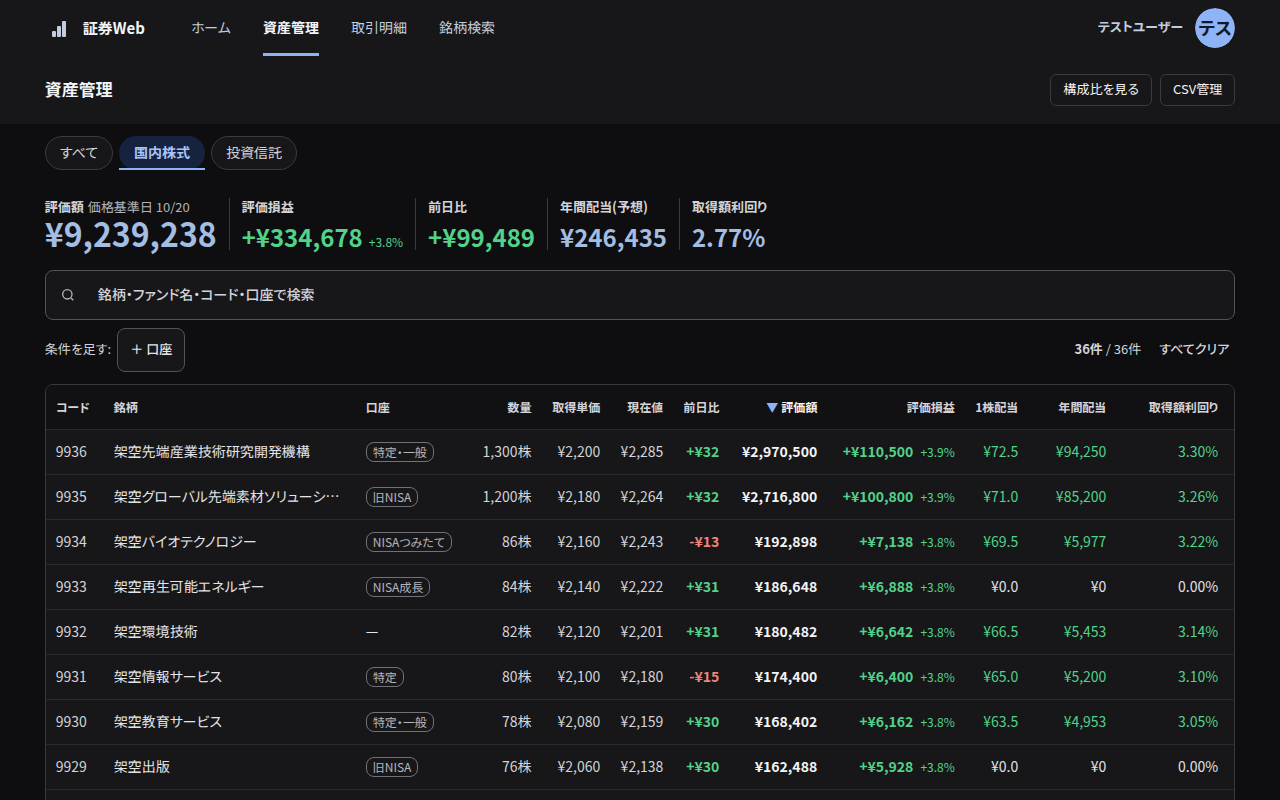 証券Web ホーム 資産管理 取引明細 銘柄検索 テストユーザー テス
資産管理 構成比を見る CSV管理
すべて 国内株式 投資信託
評価額 価格基準日 10/20 評価損益 前日比 年間配当(予想) 取得額利回り
¥9,239,238 +¥334,678 +3.8% +¥99,489 ¥246,435 2.77%
銘柄・ファンド名・コード・口座で検索
条件を足す: ＋ 口座 36件 / 36件 すべてクリア
コード 銘柄 口座 数量 取得単価 現在値 前日比 ▼ 評価額 評価損益 1株配当 年間配当 取得額利回り
9936 架空先端産業技術研究開発機構 特定・一般 1,300株 ¥2,200 ¥2,285 +¥32 ¥2,970,500 +¥110,500 +3.9% ¥72.5 ¥94,250 3.30%
9935 架空グローバル先端素材ソリューシ… 旧NISA 1,200株 ¥2,180 ¥2,264 +¥32 ¥2,716,800 +¥100,800 +3.9% ¥71.0 ¥85,200 3.26%
9934 架空バイオテクノロジー NISAつみたて 86株 ¥2,160 ¥2,243 -¥13 ¥192,898 +¥7,138 +3.8% ¥69.5 ¥5,977 3.22%
9933 架空再生可能エネルギー NISA成長 84株 ¥2,140 ¥2,222 +¥31 ¥186,648 +¥6,888 +3.8% ¥0.0 ¥0 0.00%
9932 架空環境技術 — 82株 ¥2,120 ¥2,201 +¥31 ¥180,482 +¥6,642 +3.8% ¥66.5 ¥5,453 3.14%
9931 架空情報サービス 特定 80株 ¥2,100 ¥2,180 -¥15 ¥174,400 +¥6,400 +3.8% ¥65.0 ¥5,200 3.10%
9930 架空教育サービス 特定・一般 78株 ¥2,080 ¥2,159 +¥30 ¥168,402 +¥6,162 +3.8% ¥63.5 ¥4,953 3.05%
9929 架空出版 旧NISA 76株 ¥2,060 ¥2,138 +¥30 ¥162,488 +¥5,928 +3.8% ¥0.0 ¥0 0.00%